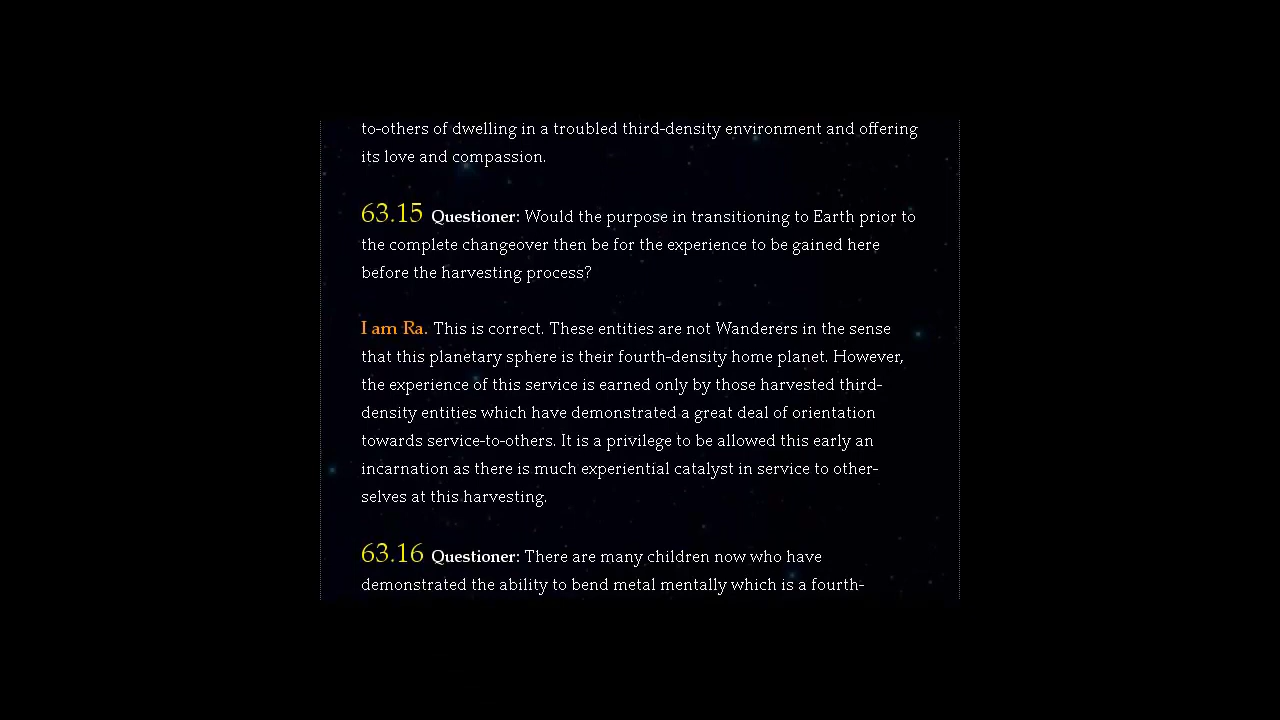 to-others of dwelling in a troubled third-density environment and offering
its love and compassion.
63.15 Questioner: Would the purpose in transitioning to Earth prior to
the complete changeover then be for the experience to be gained here
before the harvesting process?
I am Ra. This is correct. These entities are not Wanderers in the sense
that this planetary sphere is their fourth-density home planet. However,
the experience of this service is earned only by those harvested third-
density entities which have demonstrated a great deal of orientation
towards service-to-others. It is a privilege to be allowed this early an
incarnation as there is much experiential catalyst in service to other-
selves at this harvesting.
63.16 Questioner: There are many children now who have
demonstrated the ability to bend metal mentally which is a fourth-